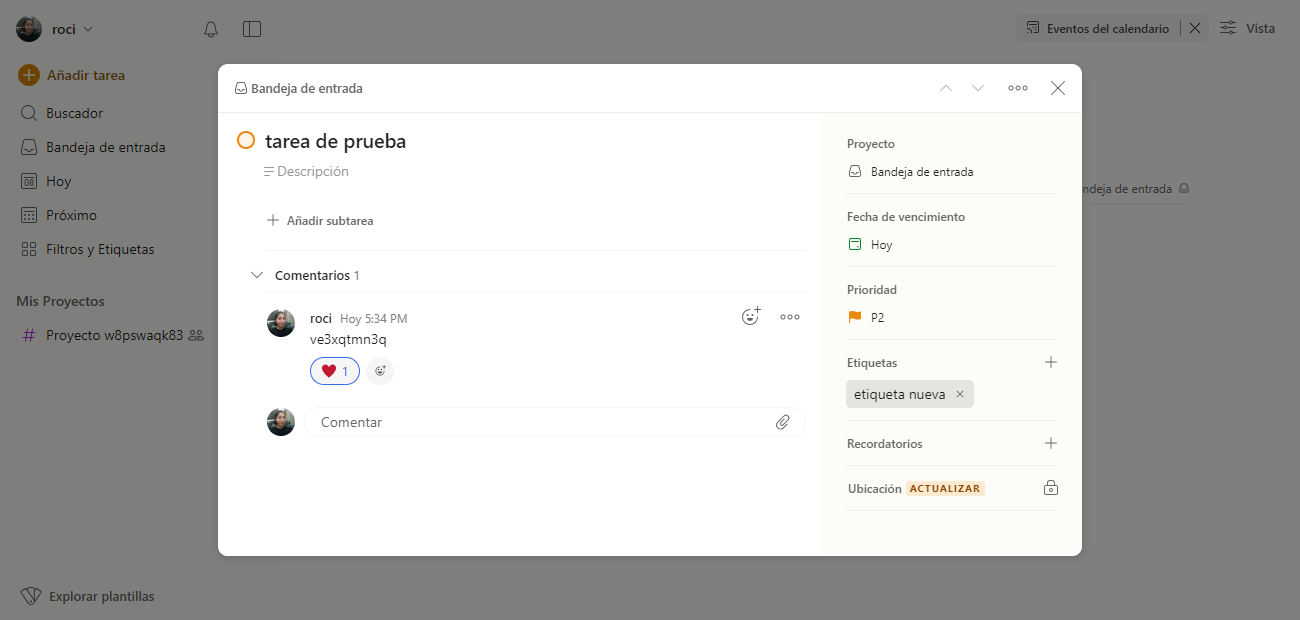 roci
Eventos del calendario
Vista
Añadir tarea
Buscador
Bandeja de entrada
08 Hoy
Próximo
Filtros y Etiquetas
Mis Proyectos
# Proyecto w8pswaqk83
Explorar plantillas
Bandeja de entrada
tarea de prueba
Descripción
Añadir subtarea
Comentarios 1
roci Hoy 5:34 PM
ve3xqtmn3q
1
Comentar
Proyecto
Bandeja de entrada
Fecha de vencimiento
Hoy
Prioridad
P2
Etiquetas
etiqueta nueva
Recordatorios
Ubicación ACTUALIZAR
ndeja de entrada